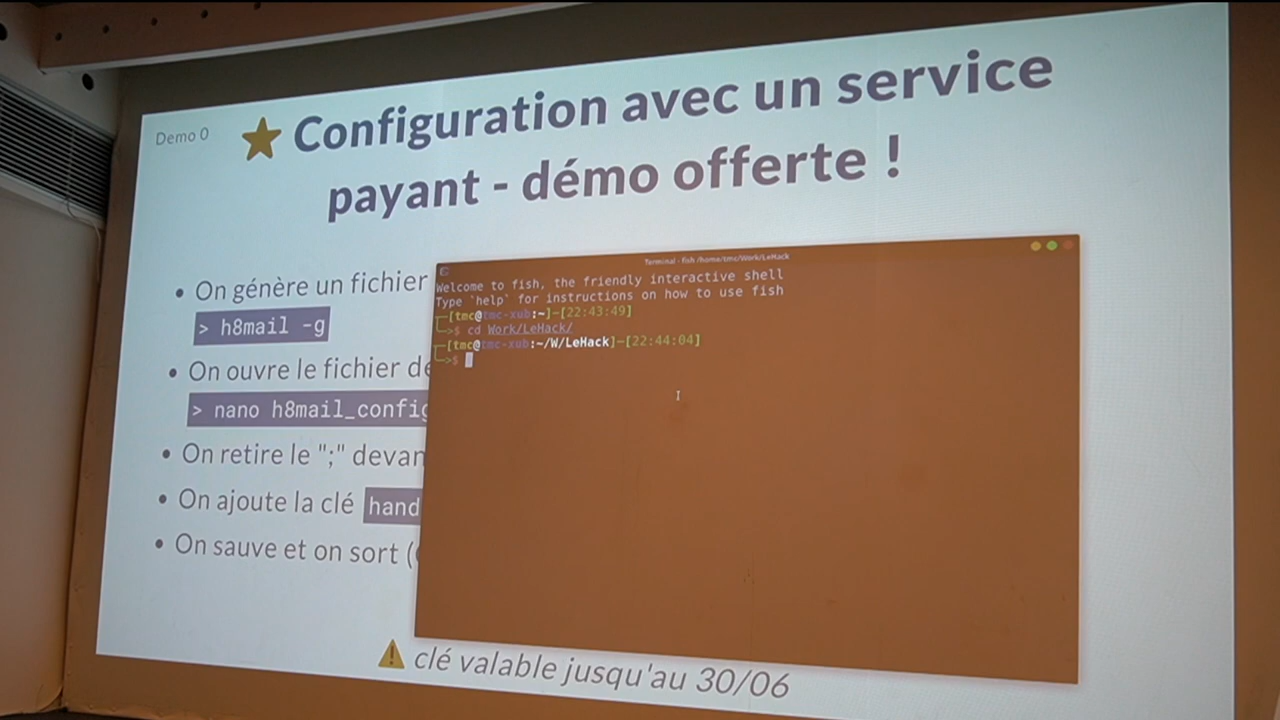 Demo 0
Configuration avec un service
payant - démo offerte !
• On génère un fichier
> h8mail -g
• On ouvre le fichier de
> nano h8mail_config
• On retire le ";" devan
• On ajoute la clé hand
• On sauve et on sort (
Terminal - fish /home/tmc/Work/LeHack
Welcome to fish, the friendly interactive shell
Type `help` for instructions on how to use fish
[tmc@tmc-xub:~]-[22:43:49]
$ cd Work/LeHack/
[tmc@tmc-xub:~/W/LeHack]-[22:44:04]
$
clé valable jusqu'au 30/06